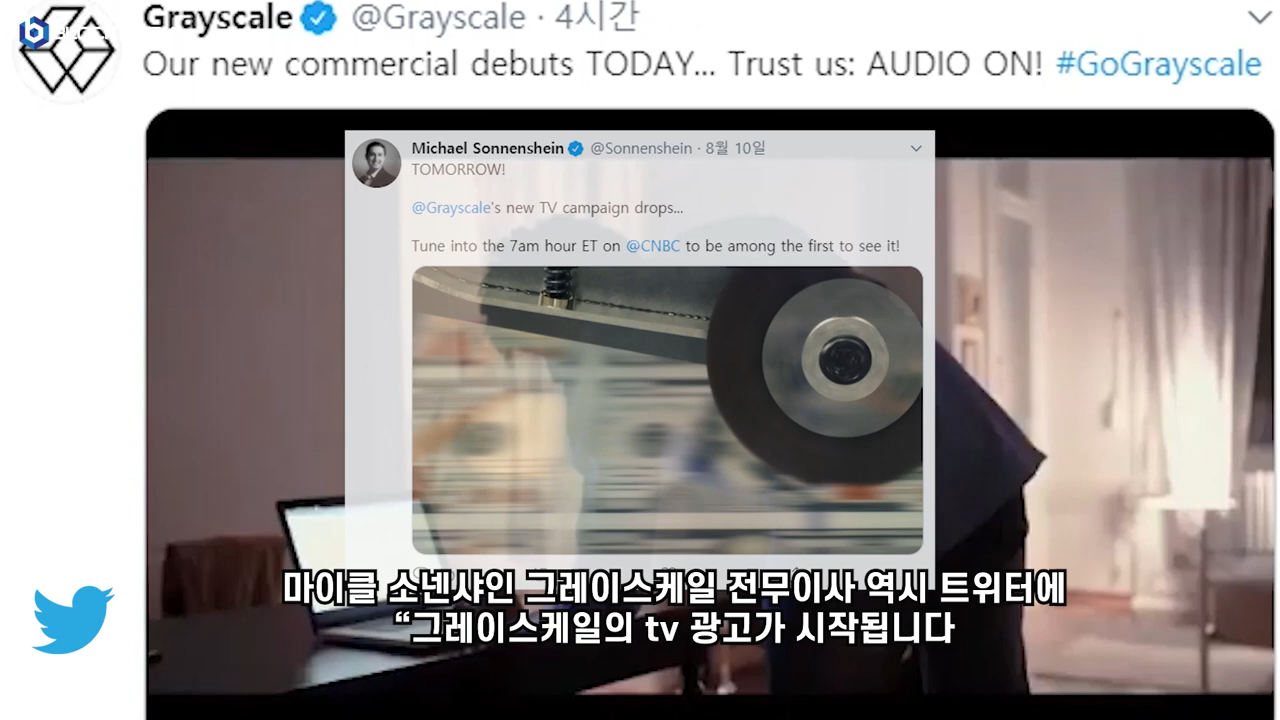 Grayscale @Grayscale · 4시간
Our new commercial debuts TODAY... Trust us: AUDIO ON! #GoGrayscale
Michael Sonnenshein @Sonnenshein · 8월 10일
TOMORROW!
@Grayscale's new TV campaign drops...
Tune into the 7am hour ET on @CNBC to be among the first to see it!
마이클 소넨샤인 그레이스케일 전무이사 역시 트위터에
“그레이스케일의 tv 광고가 시작됩니다